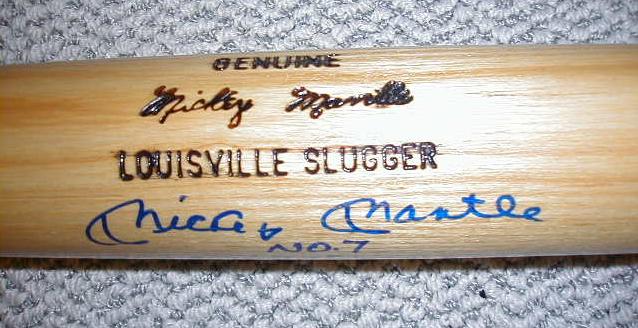 GENUINE
Mickey Mantle
LOUISVILLE SLUGGER
Mickey Mantle
NO. 7